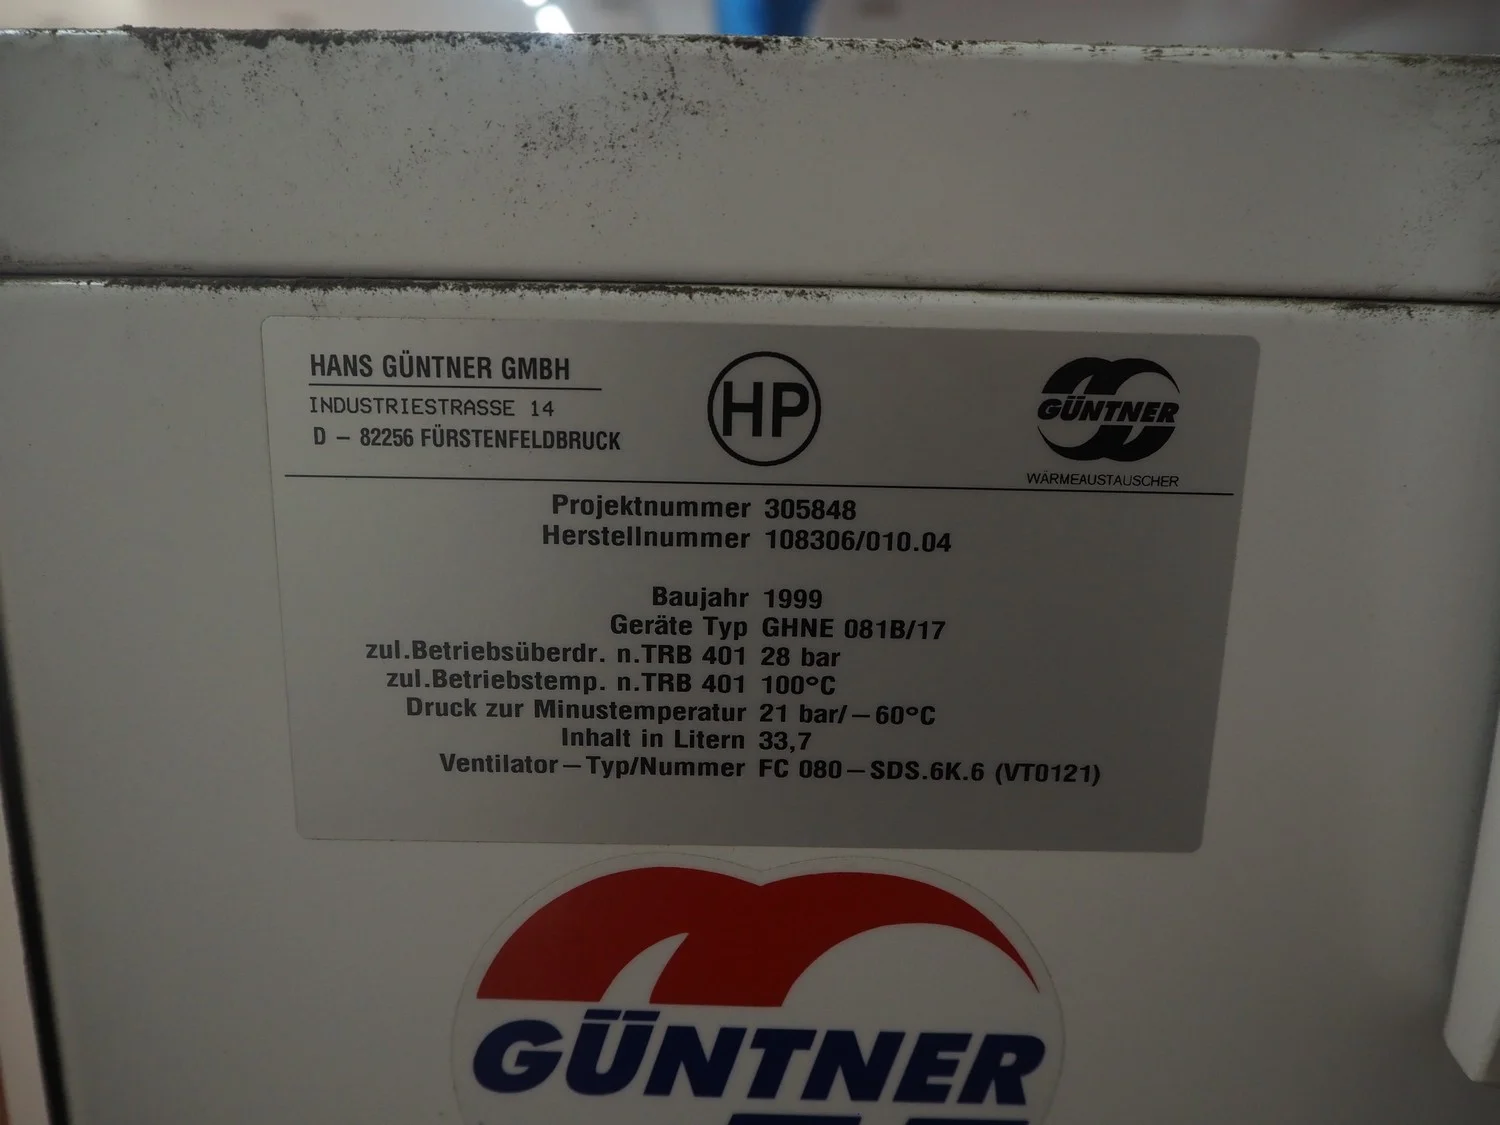 HANS GÜNTNER GMBH
INDUSTRIESTRASSE 14
D – 82256 FÜRSTENFELDBRUCK
HP
GÜNTNER
WÄRMEAUSTAUSCHER
Projektnummer 305848
Herstellnummer 108306/010.04
Baujahr 1999
Geräte Typ GHNE 081B/17
zul.Betriebsüberdr. n.TRB 401 28 bar
zul.Betriebstemp. n.TRB 401 100°C
Druck zur Minustemperatur 21 bar/–60°C
Inhalt in Litern 33,7
Ventilator–Typ/Nummer FC 080–SDS.6K.6 (VT0121)
GÜNTNER